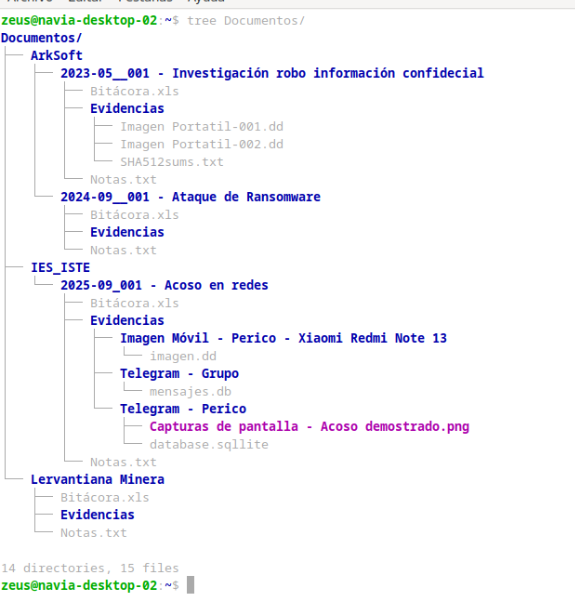 Archivo Editar Pestañas Ayuda
zeus@navia-desktop-02:~$ tree Documentos/
Documentos/
├── ArkSoft
│   ├── 2023-05__001 - Investigación robo información confidecial
│   │   ├── Bitácora.xls
│   │   ├── Evidencias
│   │   │   ├── Imagen Portatil-001.dd
│   │   │   ├── Imagen Portatil-002.dd
│   │   │   └── SHA512sums.txt
│   │   └── Notas.txt
│   └── 2024-09__001 - Ataque de Ransomware
│       ├── Bitácora.xls
│       ├── Evidencias
│       └── Notas.txt
├── IES_ISTE
│   └── 2025-09_001 - Acoso en redes
│       ├── Bitácora.xls
│       ├── Evidencias
│       │   ├── Imagen Móvil - Perico - Xiaomi Redmi Note 13
│       │   │   └── imagen.dd
│       │   ├── Telegram - Grupo
│       │   │   └── mensajes.db
│       │   └── Telegram - Perico
│       │       ├── Capturas de pantalla - Acoso demostrado.png
│       │       └── database.sqllite
│       └── Notas.txt
└── Lervantiana Minera
    ├── Bitácora.xls
    ├── Evidencias
    └── Notas.txt

14 directories, 15 files
zeus@navia-desktop-02:~$